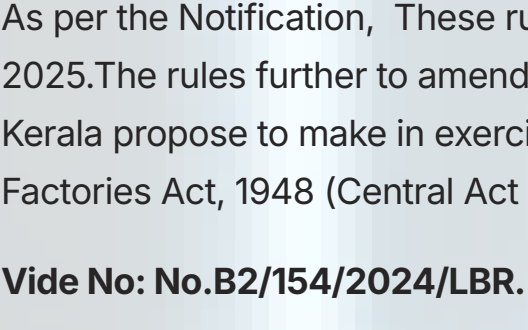 As per the Notification,  These ru
2025.The rules further to amend
Kerala propose to make in exerci
Factories Act, 1948 (Central Act
Vide No: No.B2/154/2024/LBR.